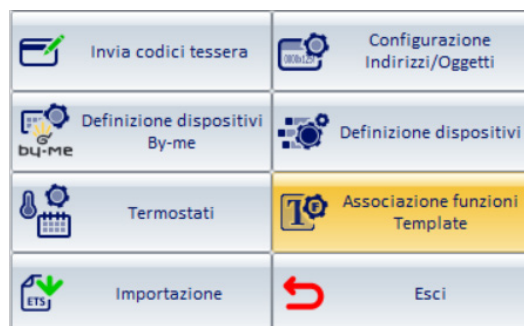 Invia codici tessera
Configurazione
Indirizzi/Oggetti
Definizione dispositivi
By-me
by-me
Definizione dispositivi
Termostati
Associazione funzioni
Template
Importazione
ETS
Esci